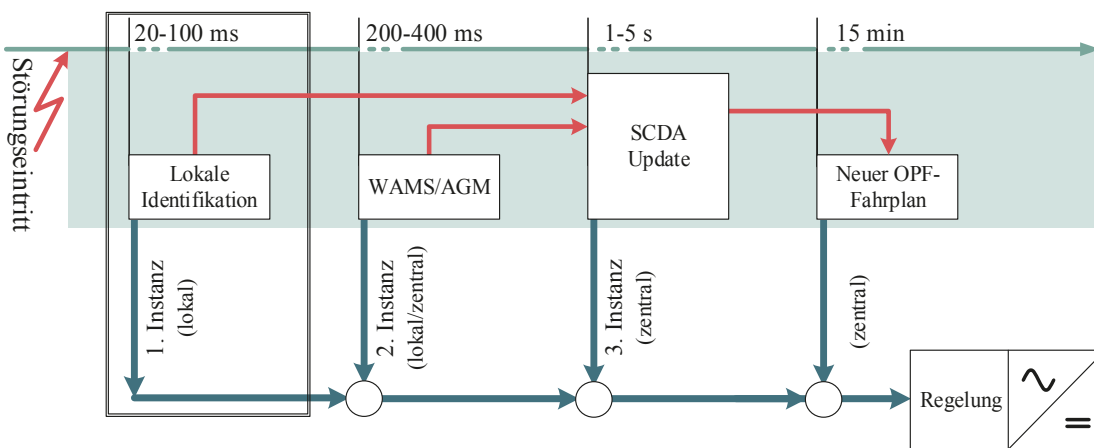 20-100 ms
200-400 ms
1-5 s
15 min
Störungseintritt
Lokale
Identifikation
WAMS/AGM
SCDA
Update
Neuer OPF-
Fahrplan
1. Instanz
(lokal)
2. Instanz
(lokal/zentral)
3. Instanz
(zentral)
(zentral)
Regelung